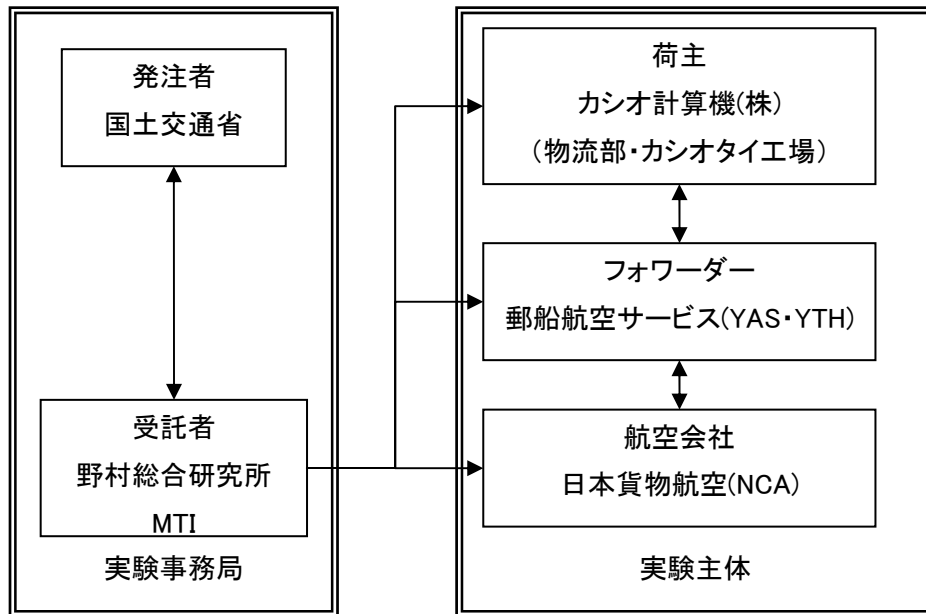 発注者
国土交通省
受託者
野村総合研究所
MTI
実験事務局
荷主
カシオ計算機(株)
(物流部・カシオタイ工場)
フォワーダー
郵船航空サービス(YAS・YTH)
航空会社
日本貨物航空(NCA)
実験主体